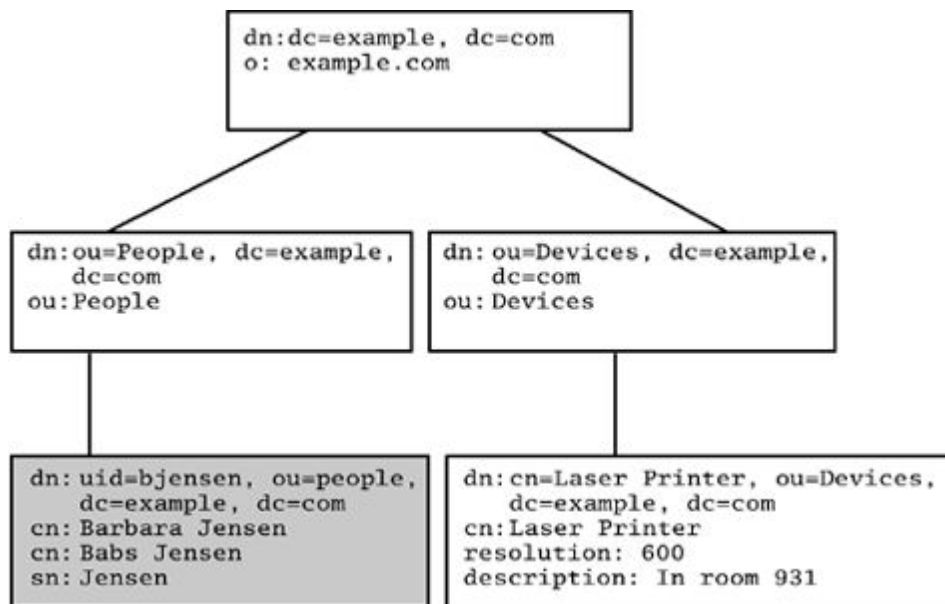 dn:dc=example, dc=com
o: example.com
dn:ou=People, dc=example,
dc=com
ou:People
dn:ou=Devices, dc=example,
dc=com
ou:Devices
dn:uid=bjensen, ou=people,
dc=example, dc=com
cn:Barbara Jensen
cn:Babs Jensen
sn:Jensen
dn:cn=Laser Printer, ou=Devices,
dc=example, dc=com
cn:Laser Printer
resolution: 600
description: In room 931